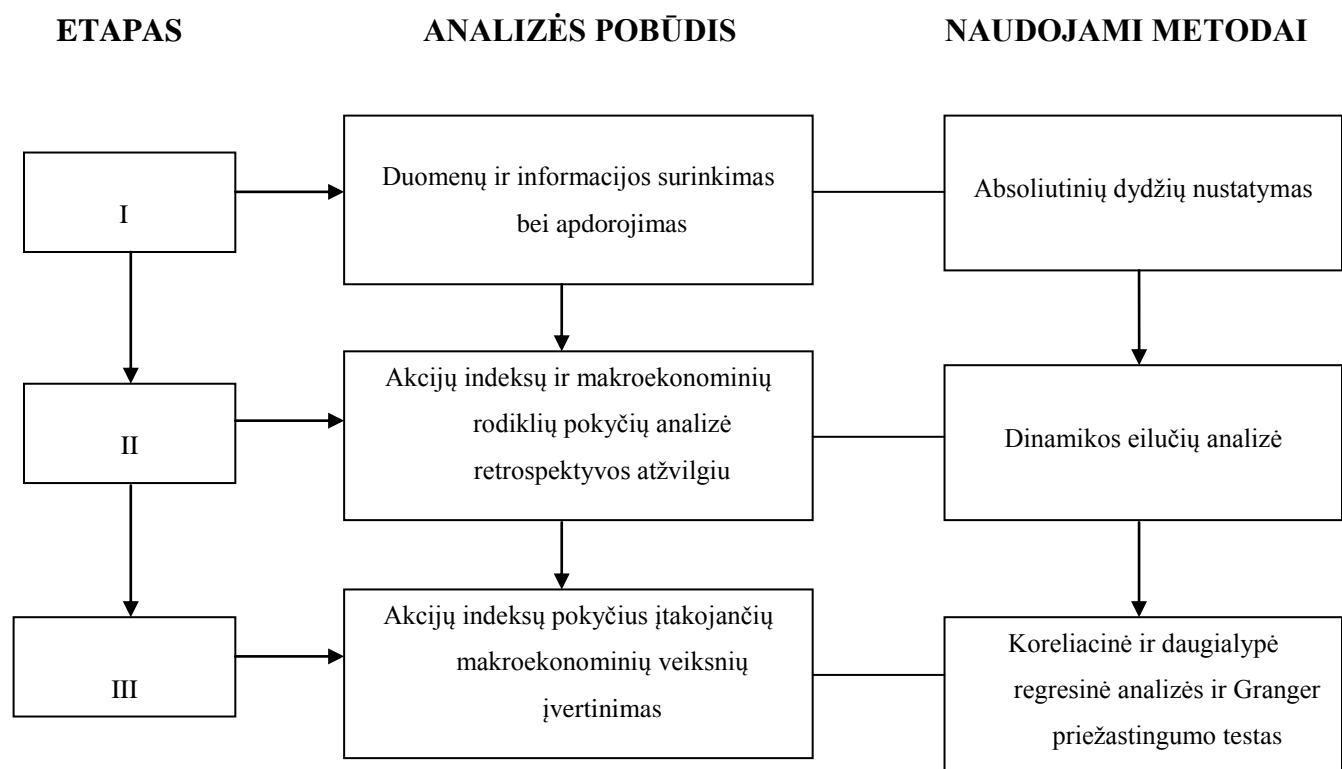 ETAPAS
ANALIZĖS POBŪDIS
NAUDOJAMI METODAI
I
Duomenų ir informacijos surinkimas
bei apdorojimas
Absoliutinių dydžių nustatymas
II
Akcijų indeksų ir makroekonominių
rodiklių pokyčių analizė
retrospektyvos atžvilgiu
Dinamikos eilučių analizė
III
Akcijų indeksų pokyčius įtakojančių
makroekonominių veiksnių
įvertinimas
Koreliacinė ir daugialypė
regresinė analizės ir Granger
priežastingumo testas